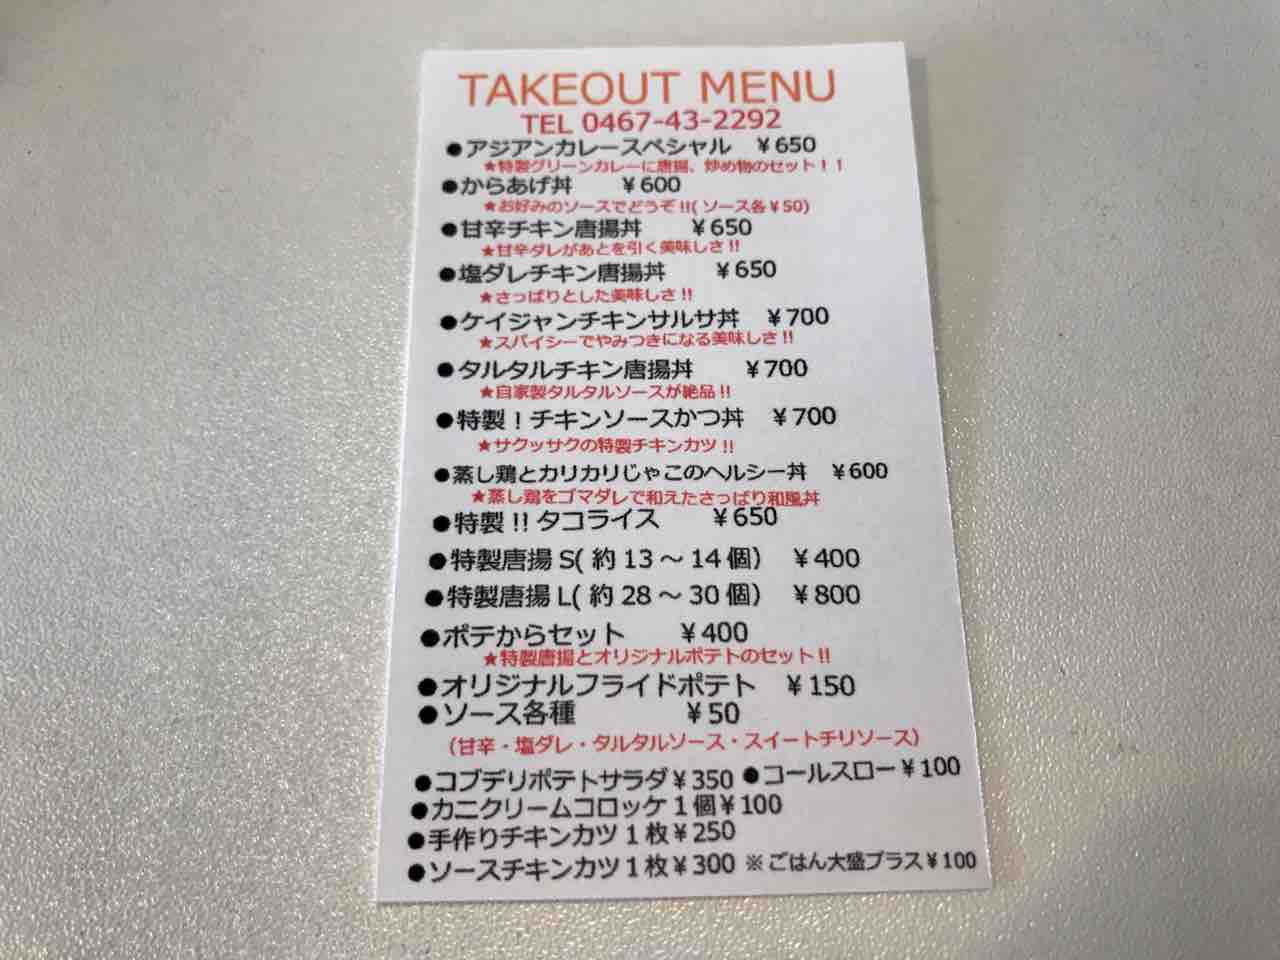 TAKEOUT MENU
TEL 0467-43-2292
●アジアンカレースペシャル ¥650
★特製グリーンカレーに唐揚、炒め物のセット！！
●からあげ丼 ¥600
★お好みのソースでどうぞ!!(ソース各¥50)
●甘辛チキン唐揚丼 ¥650
★甘辛ダレがあとを引く美味しさ!!
●塩ダレチキン唐揚丼 ¥650
★さっぱりとした美味しさ!!
●ケイジャンチキンサルサ丼 ¥700
★スパイシーでやみつきになる美味しさ!!
●タルタルチキン唐揚丼 ¥700
★自家製タルタルソースが絶品!!
●特製！チキンソースかつ丼 ¥700
★サクッサクの特製チキンカツ!!
●蒸し鶏とカリカリじゃこのヘルシー丼 ¥600
★蒸し鶏をゴマダレで和えたさっぱり和風丼
●特製!!タコライス ¥650
●特製唐揚S(約13～14個） ¥400
●特製唐揚L(約28～30個） ¥800
●ポテからセット ¥400
★特製唐揚とオリジナルポテトのセット!!
●オリジナルフライドポテト ¥150
●ソース各種 ¥50
（甘辛・塩ダレ・タルタルソース・スイートチリソース）
●コブデリポテトサラダ¥350 ●コールスロー¥100
●カニクリームコロッケ1個¥100
●手作りチキンカツ1枚¥250
●ソースチキンカツ1枚¥300 ※ごはん大盛プラス¥100